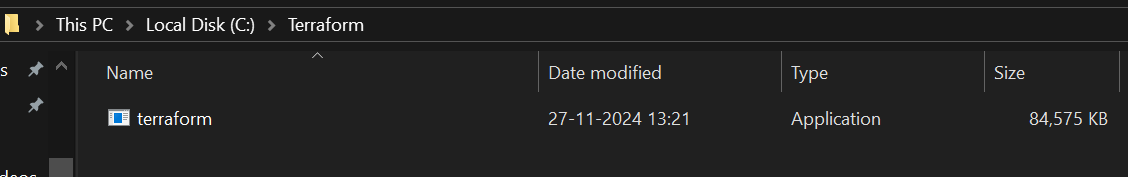 This PC > Local Disk (C:) > Terraform
s
Name Date modified Type Size
terraform 27-11-2024 13:21 Application 84,575 KB